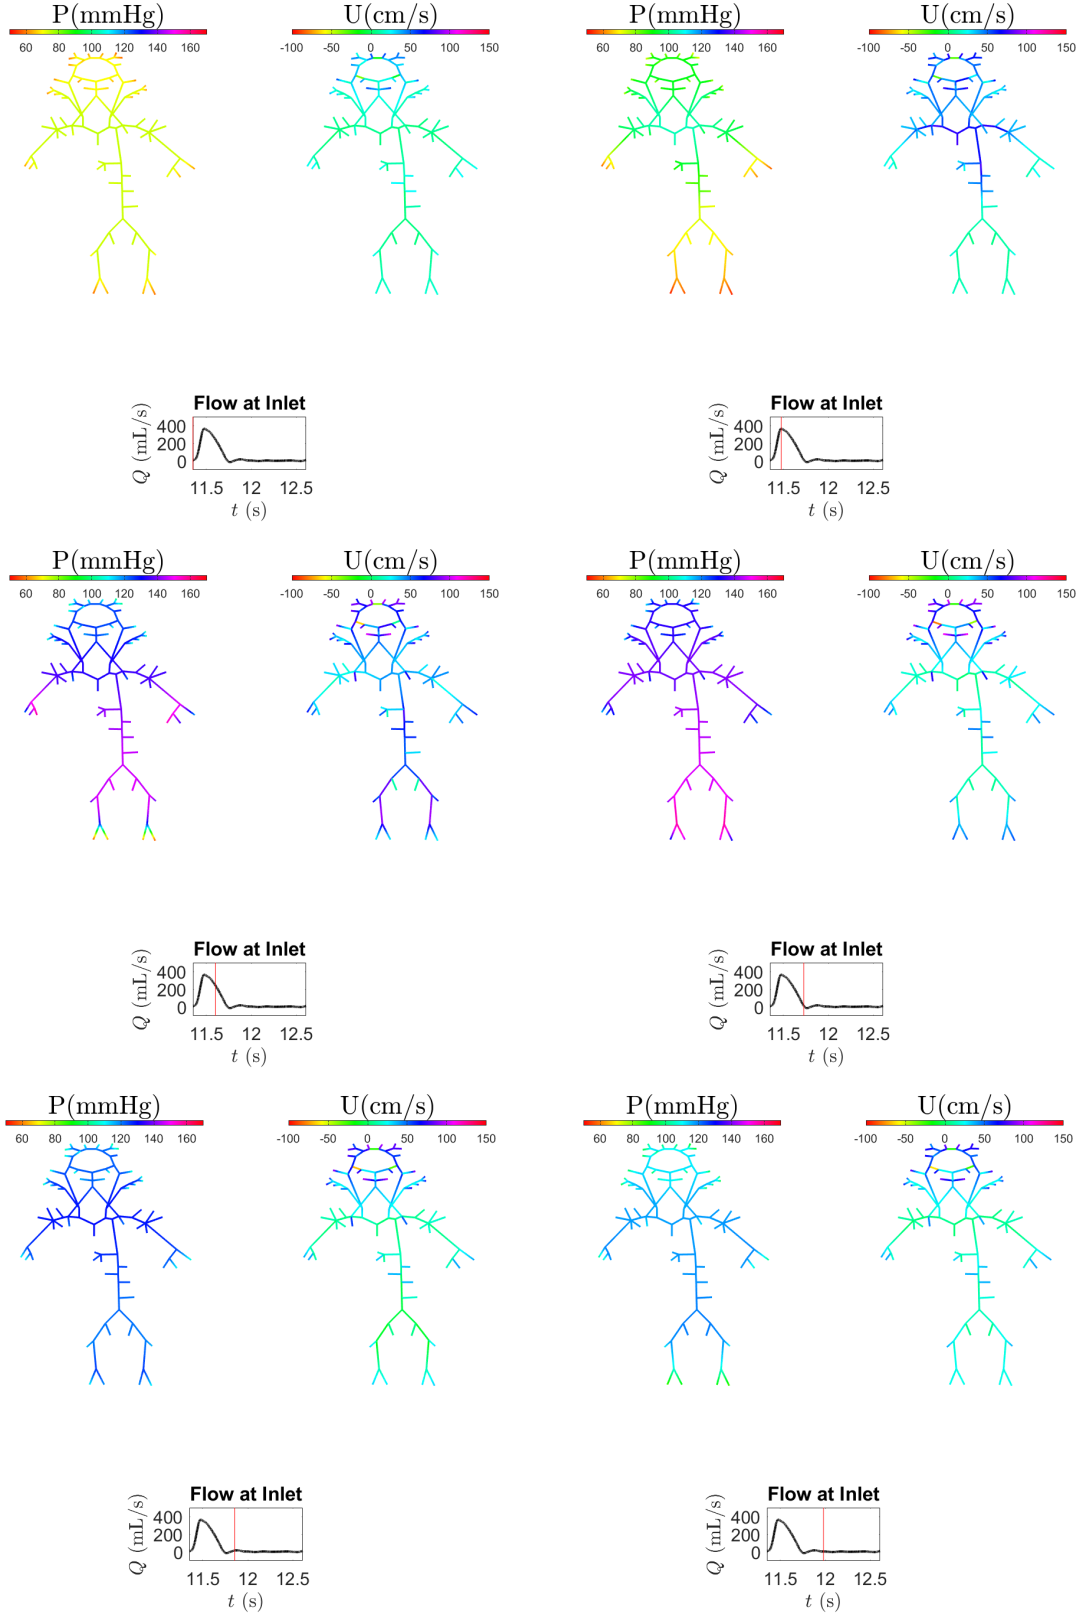 P(mmHg) U(cm/s) P(mmHg) U(cm/s)
60 80 100 120 140 160 -100 -50 0 50 100 150 60 80 100 120 140 160 -100 -50 0 50 100 150
Flow at Inlet Flow at Inlet
Q (mL/s) 400 200 0 Q (mL/s) 400 200 0
11.5 12 12.5 11.5 12 12.5
t (s) t (s)
P(mmHg) U(cm/s) P(mmHg) U(cm/s)
60 80 100 120 140 160 -100 -50 0 50 100 150 60 80 100 120 140 160 -100 -50 0 50 100 150
Flow at Inlet Flow at Inlet
Q (mL/s) 400 200 0 Q (mL/s) 400 200 0
11.5 12 12.5 11.5 12 12.5
t (s) t (s)
P(mmHg) U(cm/s) P(mmHg) U(cm/s)
60 80 100 120 140 160 -100 -50 0 50 100 150 60 80 100 120 140 160 -100 -50 0 50 100 150
Flow at Inlet Flow at Inlet
Q (mL/s) 400 200 0 Q (mL/s) 400 200 0
11.5 12 12.5 11.5 12 12.5
t (s) t (s)